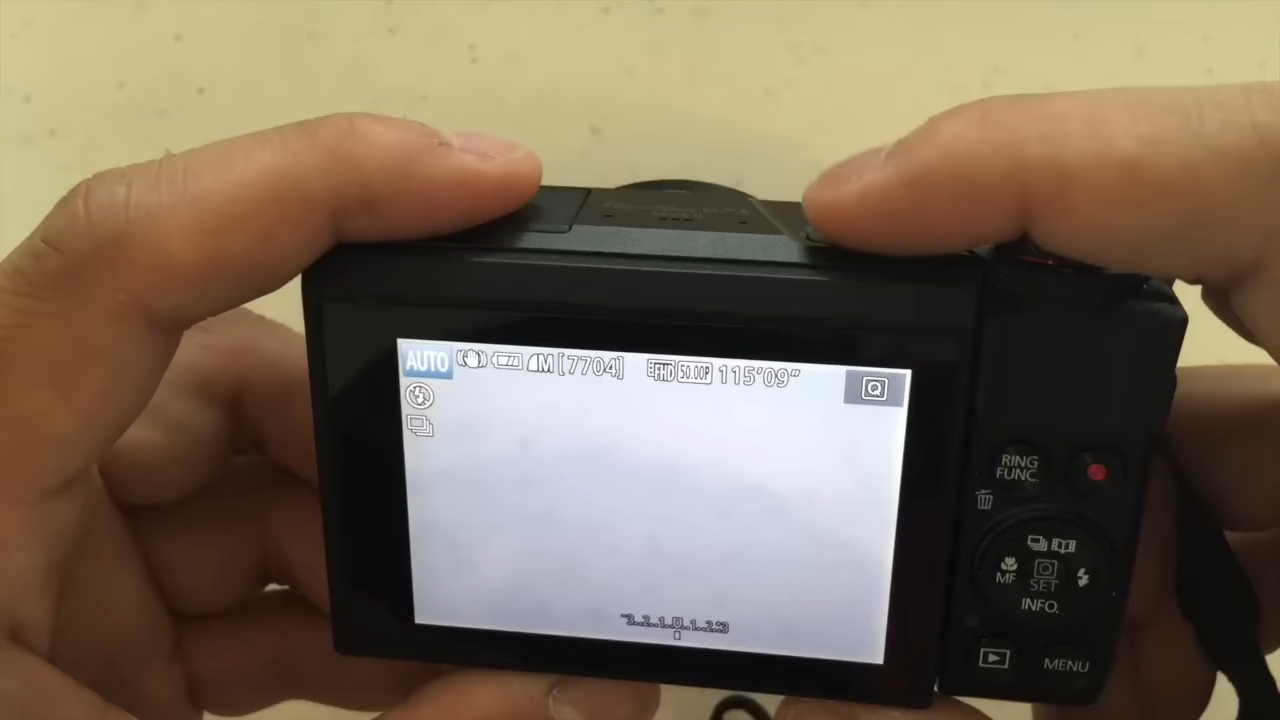 AUTO M [7704] FHD 50.00P 115'09"
Q
3..2..1..0..1..2..3
RING
FUNC.
MF
Q
SET
INFO.
MENU